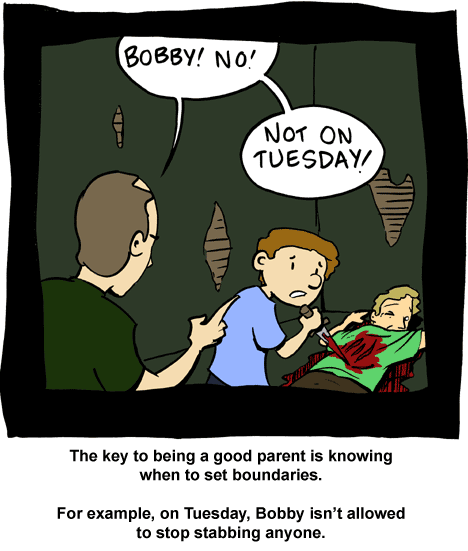 BOBBY! NO!
NOT ON
TUESDAY!
The key to being a good parent is knowing
when to set boundaries.
For example, on Tuesday, Bobby isn't allowed
to stop stabbing anyone.